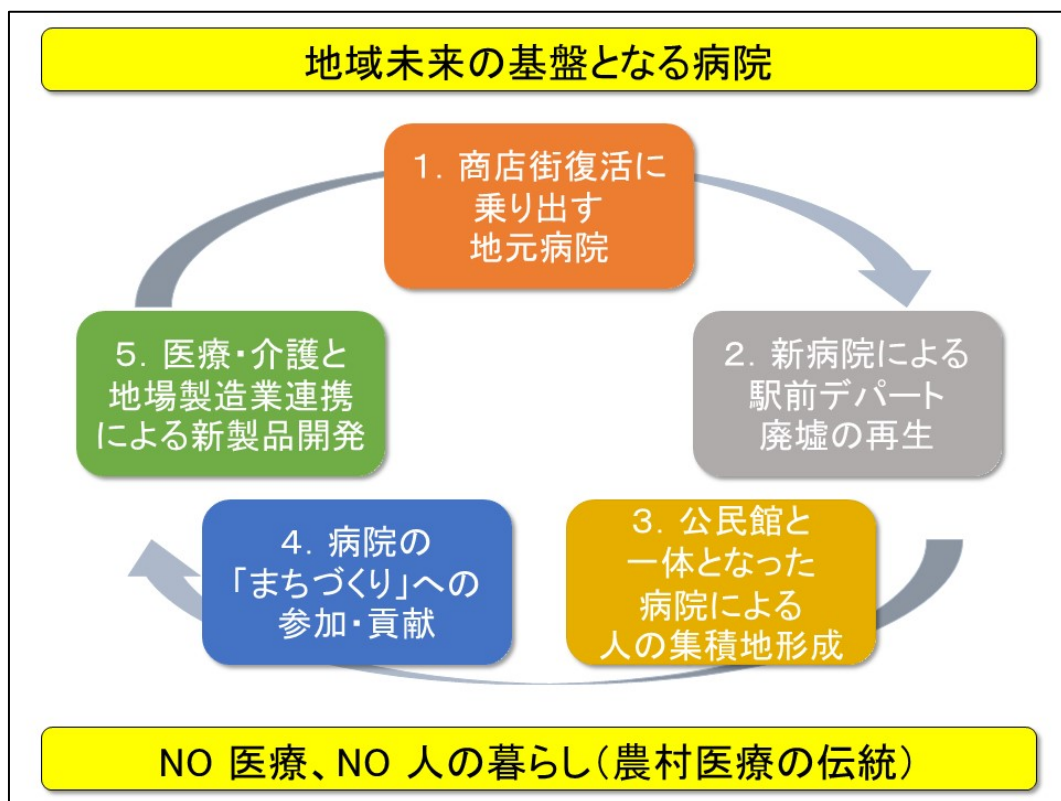 地域未来の基盤となる病院
1．商店街復活に
乗り出す
地元病院
2．新病院による
駅前デパート
廃墟の再生
3．公民館と
一体となった
病院による
人の集積地形成
4．病院の
「まちづくり」への
参加・貢献
5．医療・介護と
地場製造業連携
による新製品開発
NO 医療、NO 人の暮らし（農村医療の伝統）